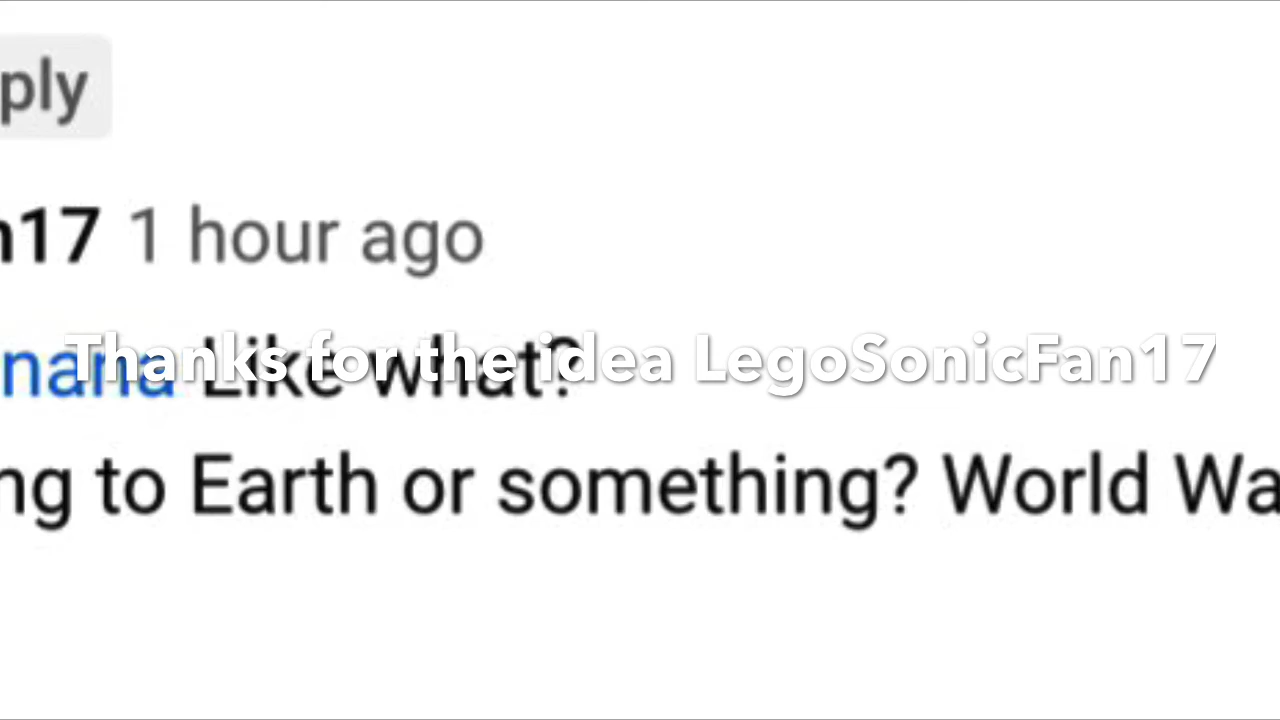 ply
n17 1 hour ago
nana Like what?
Thanks for the idea LegoSonicFan17
ng to Earth or something? World Wa